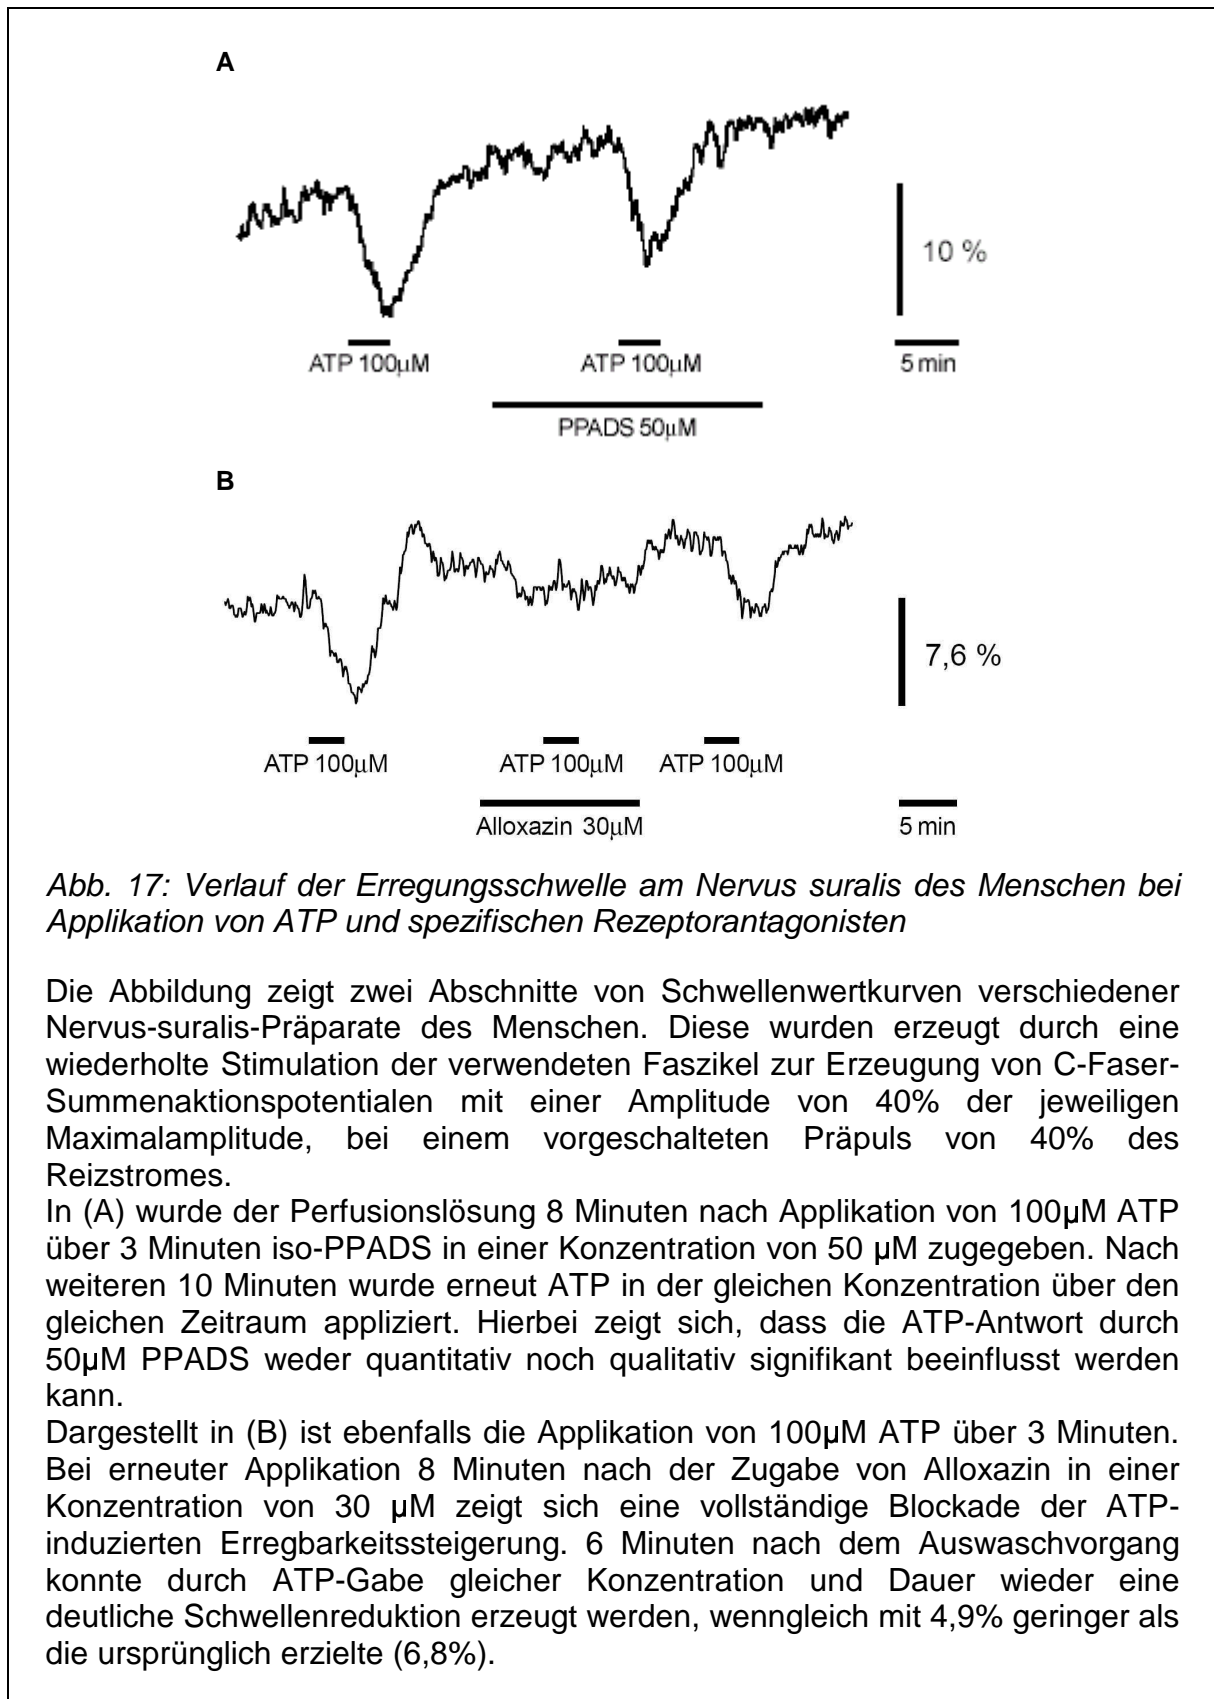 A
10 %
ATP 100µM
ATP 100µM
5 min
PPADS 50µM
B
7,6 %
ATP 100µM
ATP 100µM
ATP 100µM
Alloxazin 30µM
5 min
Abb. 17: Verlauf der Erregungsschwelle am Nervus suralis des Menschen bei
Applikation von ATP und spezifischen Rezeptorantagonisten
Die Abbildung zeigt zwei Abschnitte von Schwellenwertkurven verschiedener
Nervus-suralis-Präparate des Menschen. Diese wurden erzeugt durch eine
wiederholte Stimulation der verwendeten Faszikel zur Erzeugung von C-Faser-
Summenaktionspotentialen mit einer Amplitude von 40% der jeweiligen
Maximalamplitude, bei einem vorgeschalteten Präpuls von 40% des
Reizstromes.
In (A) wurde der Perfusionslösung 8 Minuten nach Applikation von 100µM ATP
über 3 Minuten iso-PPADS in einer Konzentration von 50 µM zugegeben. Nach
weiteren 10 Minuten wurde erneut ATP in der gleichen Konzentration über den
gleichen Zeitraum appliziert. Hierbei zeigt sich, dass die ATP-Antwort durch
50µM PPADS weder quantitativ noch qualitativ signifikant beeinflusst werden
kann.
Dargestellt in (B) ist ebenfalls die Applikation von 100µM ATP über 3 Minuten.
Bei erneuter Applikation 8 Minuten nach der Zugabe von Alloxazin in einer
Konzentration von 30 µM zeigt sich eine vollständige Blockade der ATP-
induzierten Erregbarkeitssteigerung. 6 Minuten nach dem Auswaschvorgang
konnte durch ATP-Gabe gleicher Konzentration und Dauer wieder eine
deutliche Schwellenreduktion erzeugt werden, wenngleich mit 4,9% geringer als
die ursprünglich erzielte (6,8%).